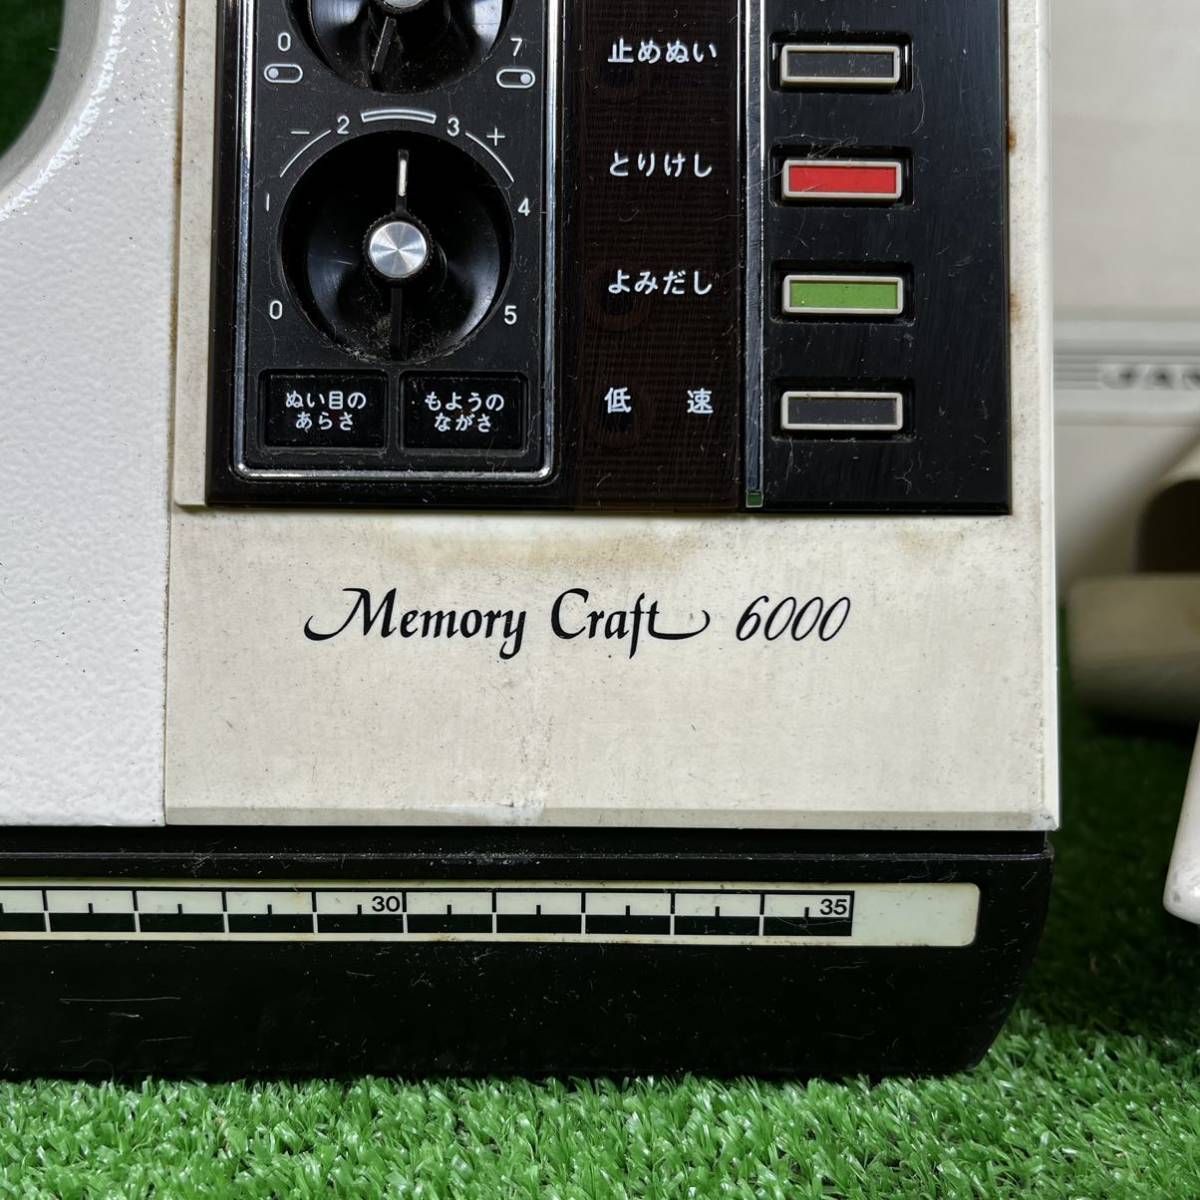 0 7
止めぬい
− 2 3 +
とりけし
1 4
よみだし
0 5
低 速
ぬい目の
あらさ
もようの
ながさ
JAN
Memory Craft 6000
30 35